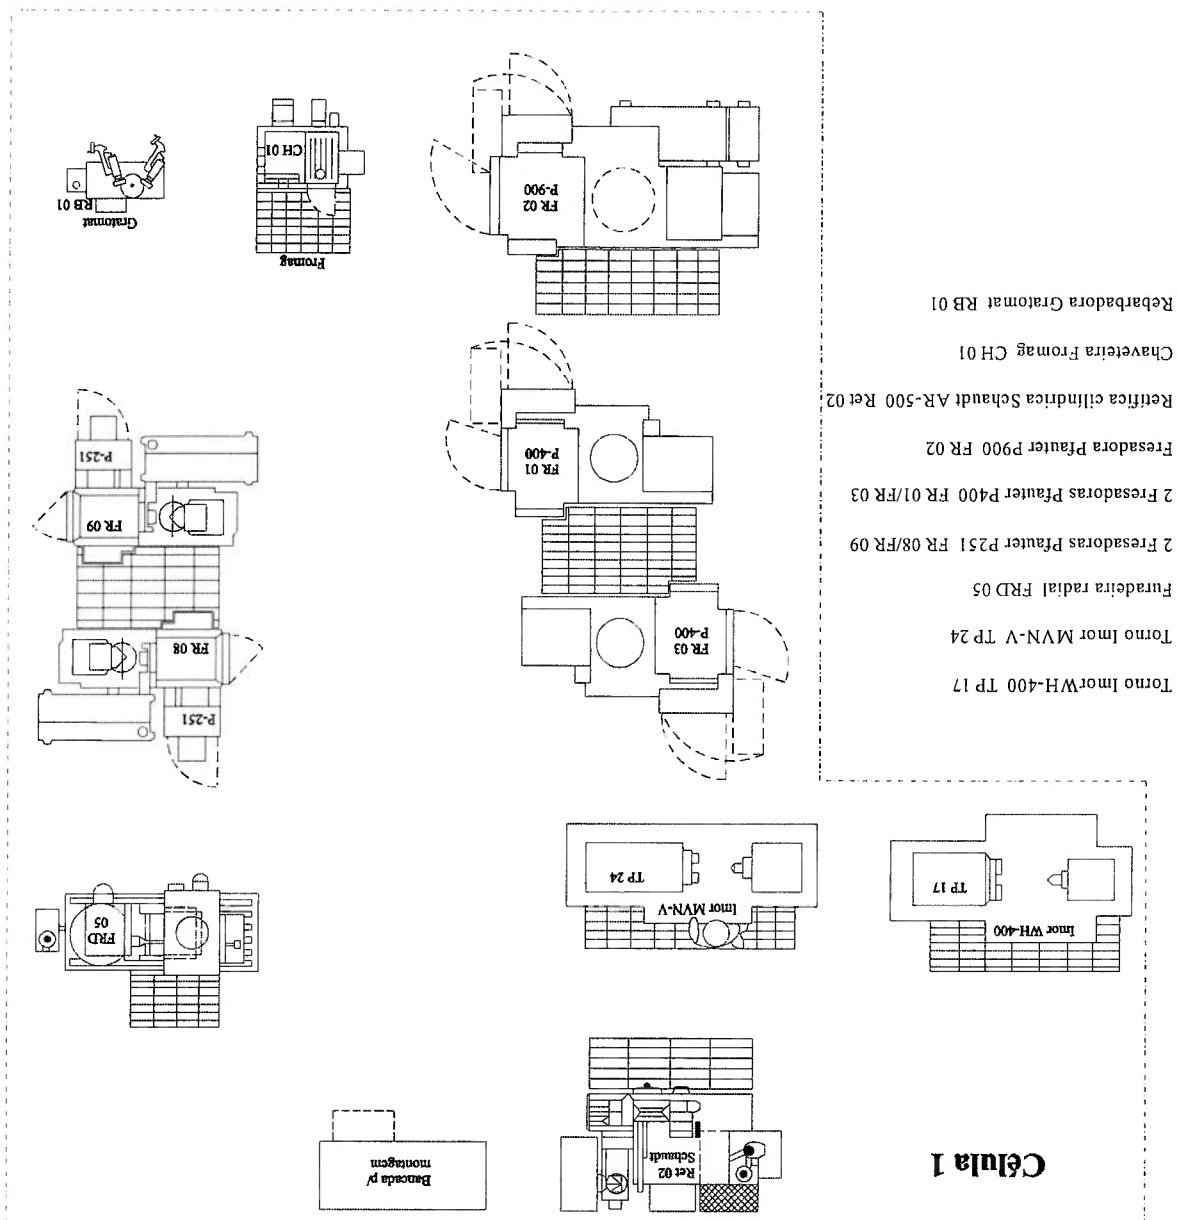 Célula 1
Ret 02
Schaudt
Bancada p/
montagem
Imor WH-400
TP 17
Imor MVN-V
TP 24
FRD
05
Torno ImorWH-400 TP 17
Torno Imor MVN-V TP 24
Furadeira radial FRD 05
2 Fresadoras Pfauter P251 FR 08/FR 09
2 Fresadoras Pfauter P400 FR 01/FR 03
Fresadora Pfauter P900 FR 02
Retífica cilíndrica Schaudt AR-500 Ret 02
Chaveteira Fromag CH 01
Rebarbadora Gratomat RB 01
FR 03
P-400
P-251
FR 08
FR 01
P-400
FR 09
P-251
FR 02
P-900
Fromag
CH 01
Gratomat
RB 01